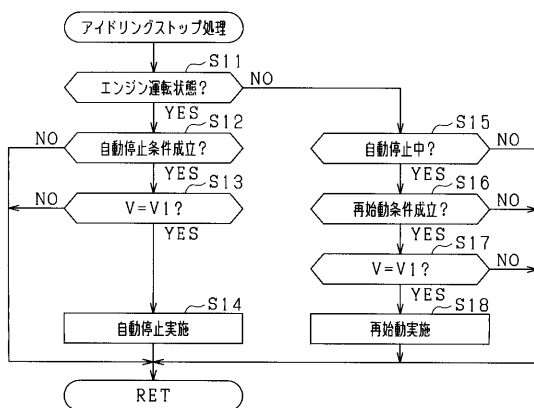 アイドリングストップ処理
S11
エンジン運転状態?
NO
YES
S12
NO
自動停止条件成立?
YES
S13
NO
V=V1?
YES
S14
自動停止実施
S15
自動停止中?
NO
YES
S16
再始動条件成立?
NO
YES
S17
V=V1?
NO
YES
S18
再始動実施
RET